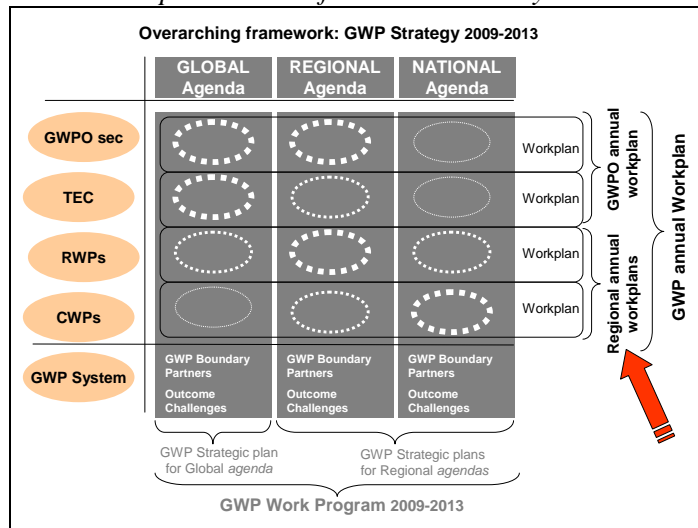 Overarching framework: GWP Strategy 2009-2013
GLOBAL
Agenda
REGIONAL
Agenda
NATIONAL
Agenda
GWPO sec
Workplan
TEC
Workplan
RWPs
Workplan
CWPs
Workplan
GWPO annual
workplan
Regional annual
workplans
GWP annual Workplan
GWP System
GWP Boundary
Partners
Outcome
Challenges
GWP Boundary
Partners
Outcome
Challenges
GWP Boundary
Partners
Outcome
Challenges
GWP Strategic plan
for Global agenda
GWP Strategic plans
for Regional agendas
GWP Work Program 2009-2013